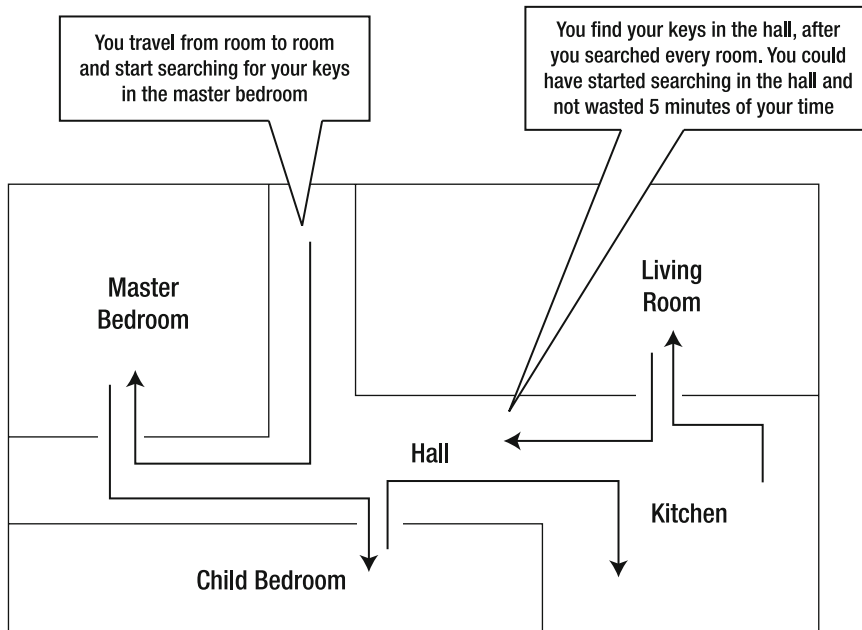 You travel from room to room
and start searching for your keys
in the master bedroom
You find your keys in the hall, after
you searched every room. You could
have started searching in the hall and
not wasted 5 minutes of your time
Master
Bedroom
Living
Room
Hall
Kitchen
Child Bedroom